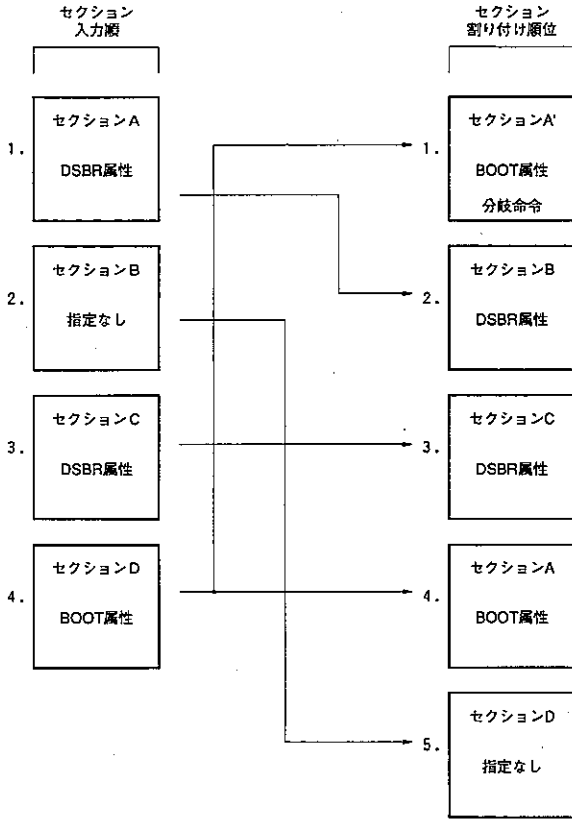 セクション
入力順
1.
セクションA
DSBR属性
2.
セクションB
指定なし
3.
セクションC
DSBR属性
4.
セクションD
BOOT属性
セクション
割り付け順位
1.
セクションA'
BOOT属性
分岐命令
2.
セクションB
DSBR属性
3.
セクションC
DSBR属性
4.
セクションA
BOOT属性
5.
セクションD
指定なし